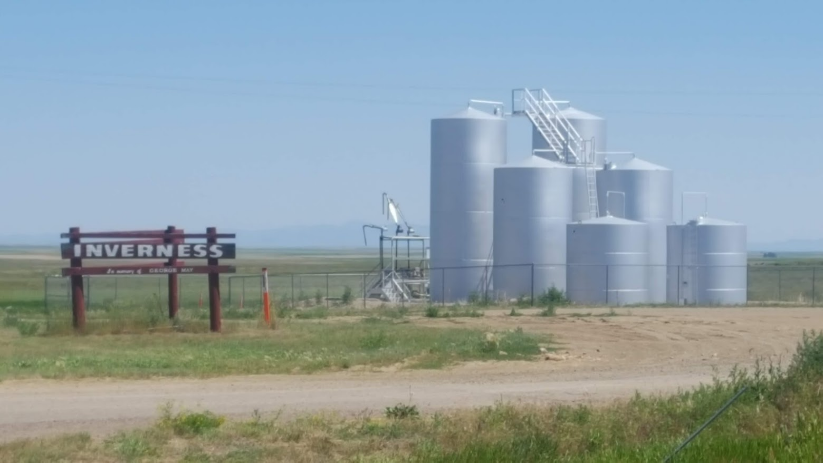 INVERNESS
In memory of GEORGE